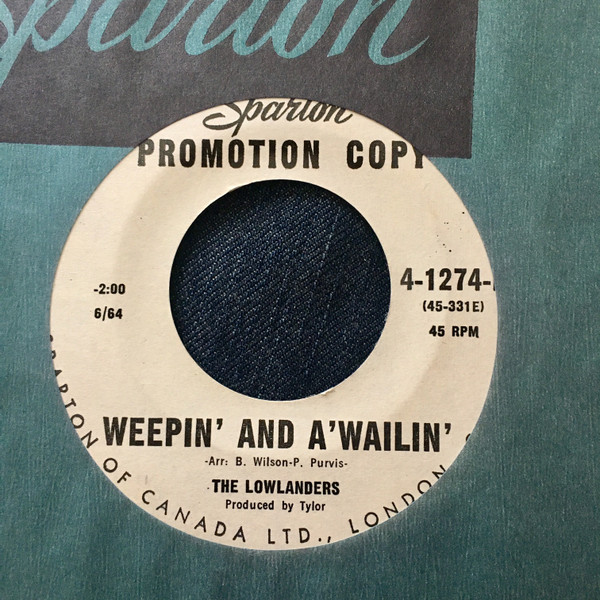 Sparton
Sparton
PROMOTION COPY
4-1274-
-2:00
(45-331E)
6/64
45 RPM
WEEPIN' AND A'WAILIN'
-Arr: B. Wilson-P. Purvis-
THE LOWLANDERS
Produced by Tylor
SPARTON OF CANADA LTD., LONDON